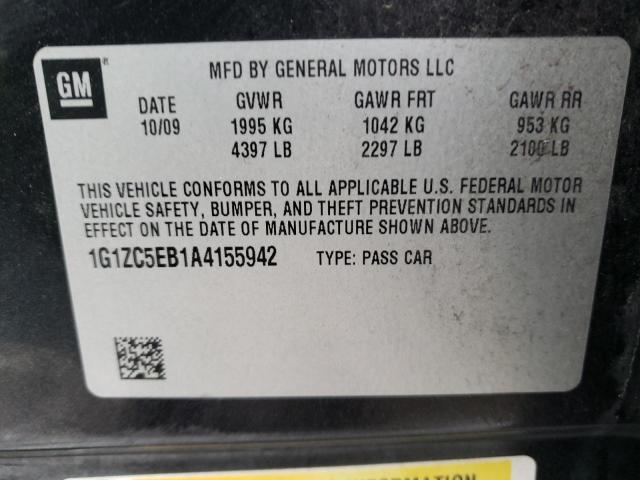 GM
®
MFD BY GENERAL MOTORS LLC
DATE GVWR GAWR FRT GAWR RR
10/09 1995 KG 1042 KG 953 KG
4397 LB 2297 LB 2100 LB
THIS VEHICLE CONFORMS TO ALL APPLICABLE U.S. FEDERAL MOTOR
VEHICLE SAFETY, BUMPER, AND THEFT PREVENTION STANDARDS IN
EFFECT ON THE DATE OF MANUFACTURE SHOWN ABOVE.
1G1ZC5EB1A4155942 TYPE: PASS CAR
INFORMATION